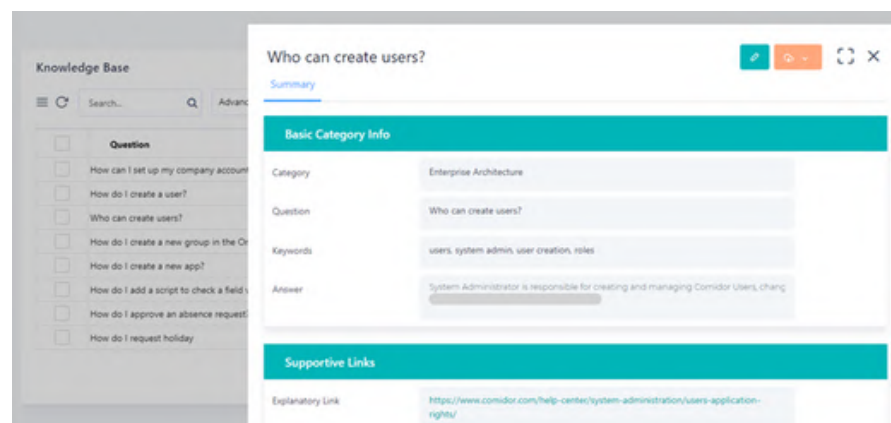 Knowledge Base
Search...
Advanc
Question
How can I set up my company account
How do I create a user?
Who can create users?
How do I create a new group in the Or
How do I create a new app?
How do I add a script to check a field v
How do I approve an absence request?
How do I request holiday
Who can create users?
Summary
Basic Category Info
Category
Enterprise Architecture
Question
Who can create users?
Keywords
users, system admin, user creation, roles
Answer
System Administrator is responsible for creating and managing Comidor Users, chang
Supportive Links
Explanatory Link
https://www.comidor.com/help-center/system-administration/users-application-
rights/